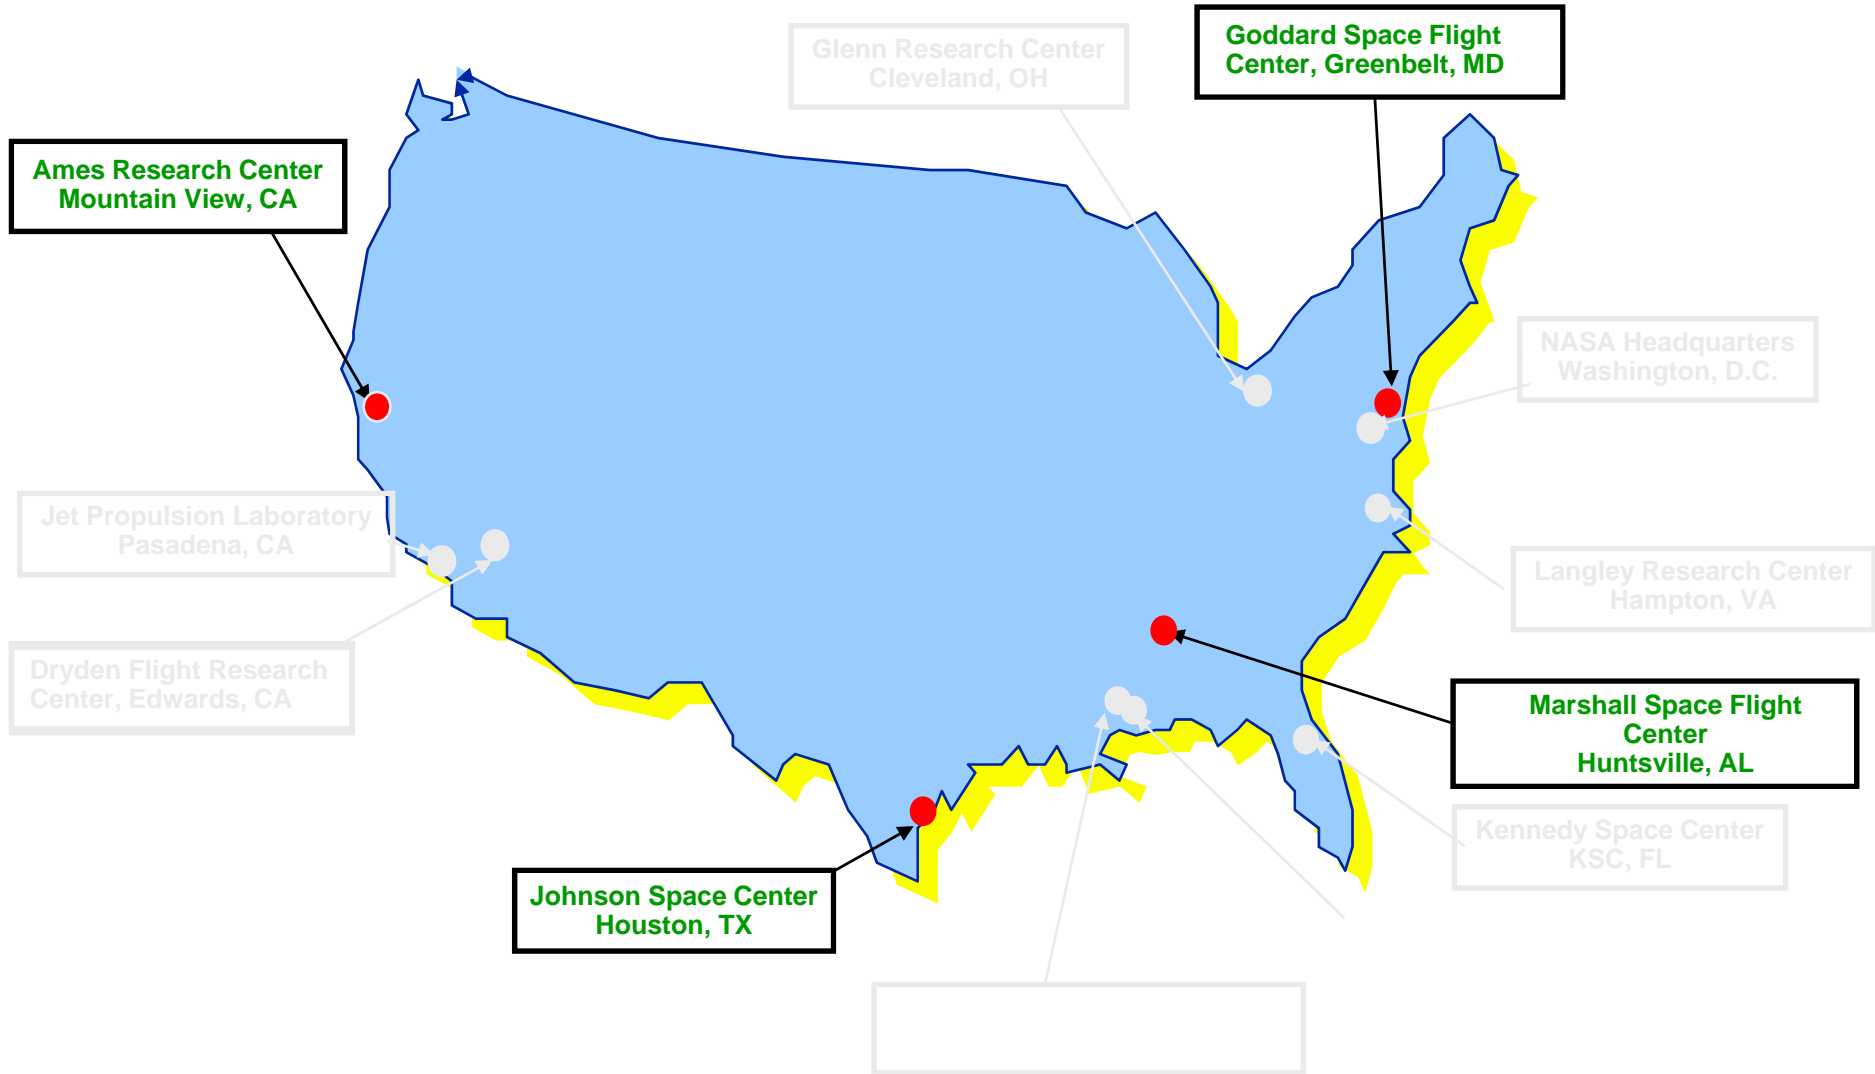 Glenn Research Center
Cleveland, OH
Goddard Space Flight
Center, Greenbelt, MD
Ames Research Center
Mountain View, CA
NASA Headquarters
Washington, D.C.
Jet Propulsion Laboratory
Pasadena, CA
Langley Research Center
Hampton, VA
Dryden Flight Research
Center, Edwards, CA
Marshall Space Flight
Center
Huntsville, AL
Kennedy Space Center
KSC, FL
Johnson Space Center
Houston, TX